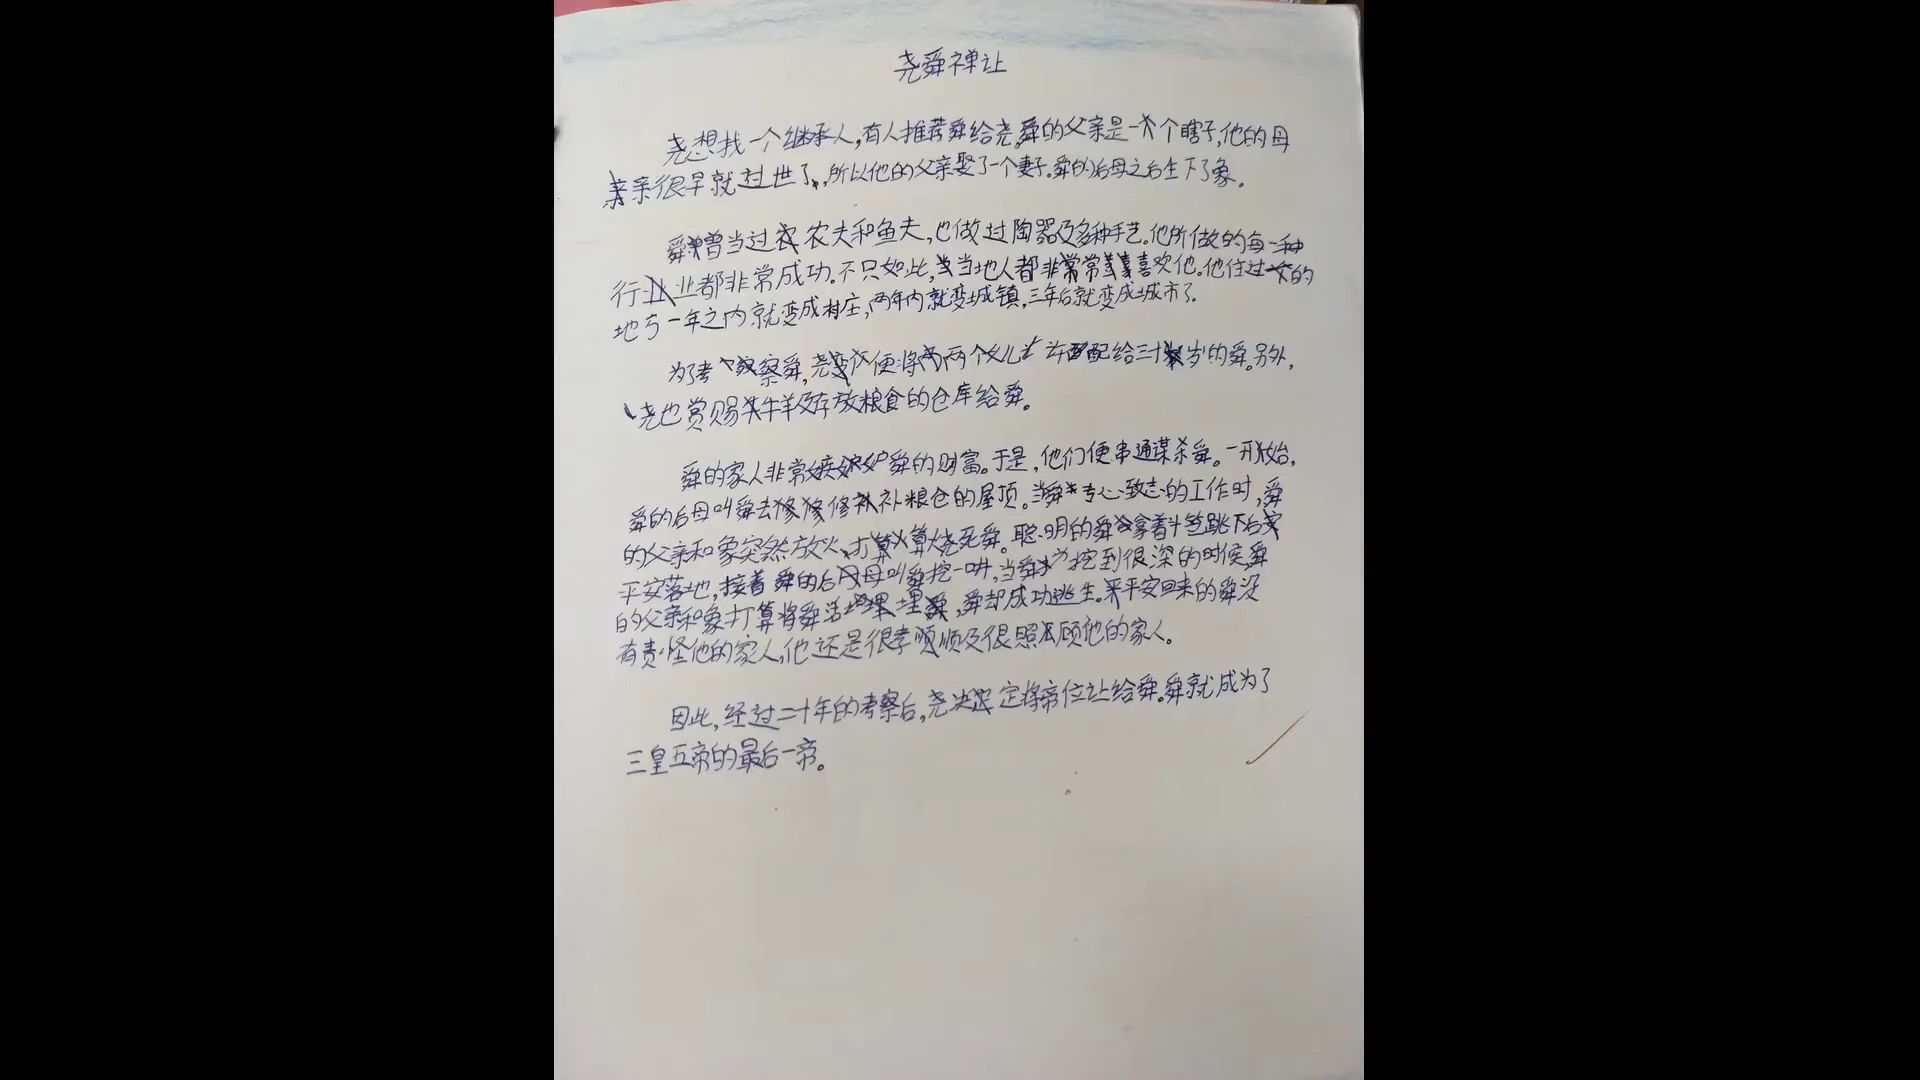 尧舜禅让
尧想找一个继承人,有人推荐舜给尧。舜的父亲是一个瞎子,他的母
亲很早就过世了,所以他的父亲娶了一个妻子。舜的后母之后生下了象。
舜曾当过农夫和鱼夫,也做过陶器及多种手艺。他所做的每一种
行业都非常成功。不只如此,当地人都非常喜欢他。他住过的
地方一年之内就变成村庄,两年内就变城镇,三年后就变成城市了。
为了考察舜,尧便将两个女儿许配给三十岁的舜。另外,
尧也赏赐牛羊及存放粮食的仓库给舜。
舜的家人非常嫉妒舜的财富。于是,他们便串通谋杀舜。一开始,
舜的后母叫舜去修补粮仓的屋顶。当舜专心致志的工作时,舜
的父亲和象突然放火,打算烧死舜。聪明的舜拿着斗笠跳下后
平安落地,接着舜的后母叫舜挖一井,当舜挖到很深的时候,舜
的父亲和象打算将舜活埋,舜却成功逃生。平安回来的舜没
有责怪他的家人,他还是很孝顺及很照顾他的家人。
因此,经过二十年的考察后,尧决定将帝位让给舜。舜就成为了
三皇五帝的最后一帝。